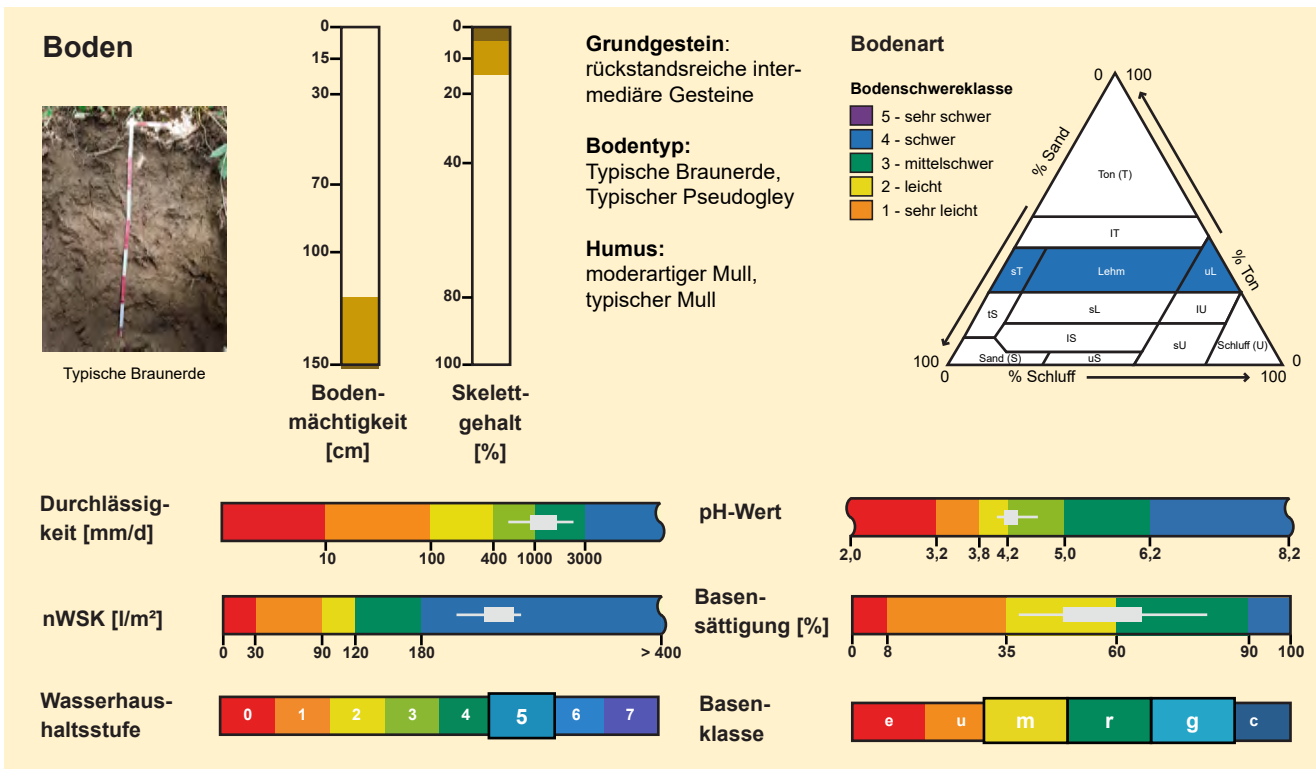 Boden
Typische Braunerde
0
15
30
70
100
150
Boden-
mächtigkeit
[cm]
0
10
20
40
80
100
Skelett-
gehalt
[%]
Grundgestein:
rückstandsreiche inter-
mediäre Gesteine
Bodentyp:
Typische Braunerde,
Typischer Pseudogley
Humus:
moderartiger Mull,
typischer Mull
Bodenart
Bodenschwereklasse
5 - sehr schwer
4 - schwer
3 - mittelschwer
2 - leicht
1 - sehr leicht
0 100
% Sand
% Ton
Ton (T)
lT
sT Lehm uL
tS sL lU
lS sU Schluff (U)
Sand (S) uS
100 0
0 % Schluff 100
Durchlässig-
keit [mm/d]
10 100 400 1000 3000
nWSK [l/m²]
0 30 90 120 180 > 400
Wasserhaus-
haltsstufe
0 1 2 3 4 5 6 7
pH-Wert
2,0 3,2 3,8 4,2 5,0 6,2 8,2
Basen-
sättigung [%]
0 8 35 60 90 100
Basen-
klasse
e u m r g c